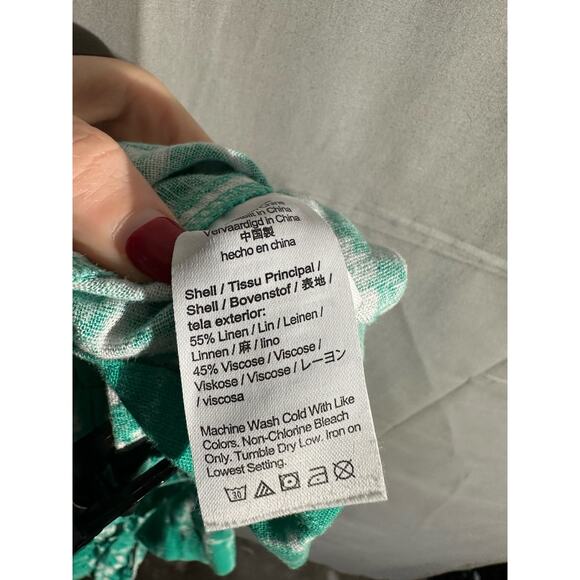 in China
Vervaardigd in China
中国製
hecho en china
Shell / Tissu Principal /
Shell / Bovenstof / 表地 /
tela exterior:
55% Linen / Lin / Leinen /
Linnen / 麻 / lino
45% Viscose / Viscose /
Viskose / Viscose / レーヨン
/ viscosa
Machine Wash Cold With Like
Colors. Non-Chlorine Bleach
Only. Tumble Dry Low. Iron on
Lowest Setting.
30